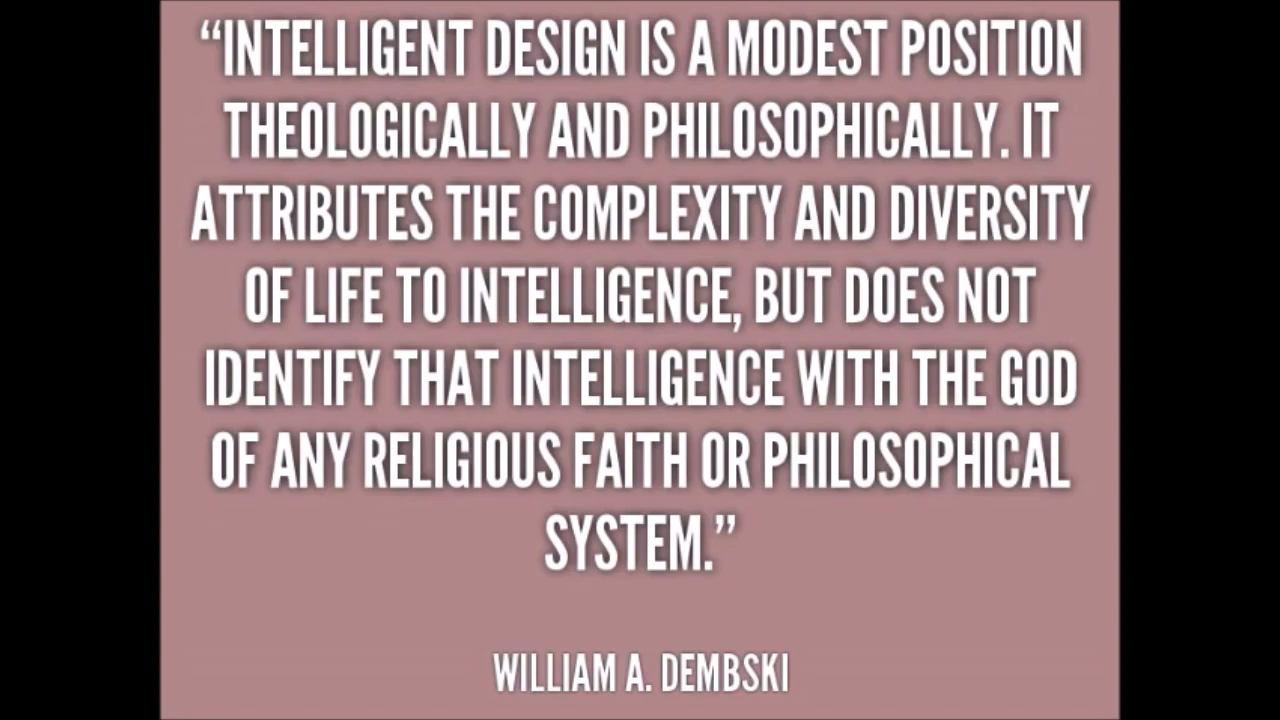 “INTELLIGENT DESIGN IS A MODEST POSITION
THEOLOGICALLY AND PHILOSOPHICALLY. IT
ATTRIBUTES THE COMPLEXITY AND DIVERSITY
OF LIFE TO INTELLIGENCE, BUT DOES NOT
IDENTIFY THAT INTELLIGENCE WITH THE GOD
OF ANY RELIGIOUS FAITH OR PHILOSOPHICAL
SYSTEM.”
WILLIAM A. DEMBSKI